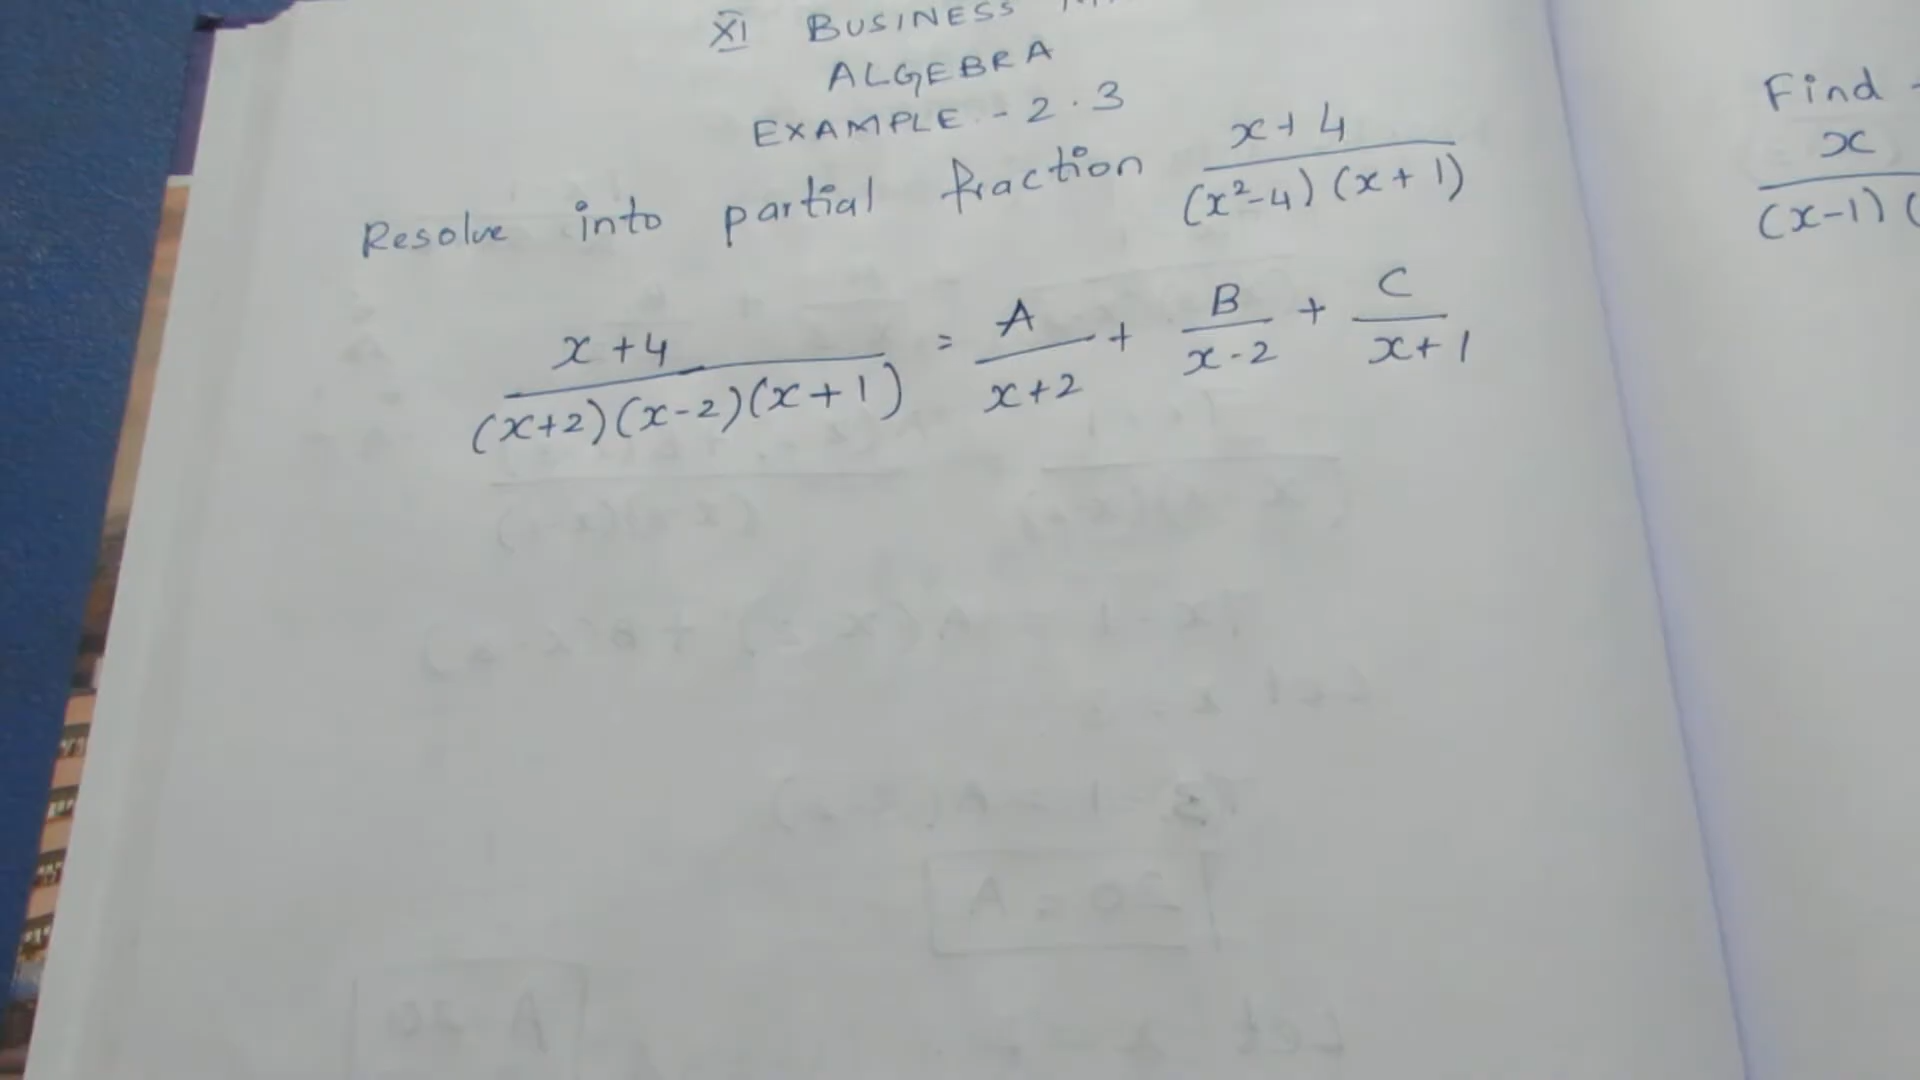 XI BUSINESS
ALGEBRA
EXAMPLE - 2.3
Resolve into partial fraction x+4 / (x²-4)(x+1)
x+4 / (x+2)(x-2)(x+1) = A / x+2 + B / x-2 + C / x+1
Find
x
(x-1)(